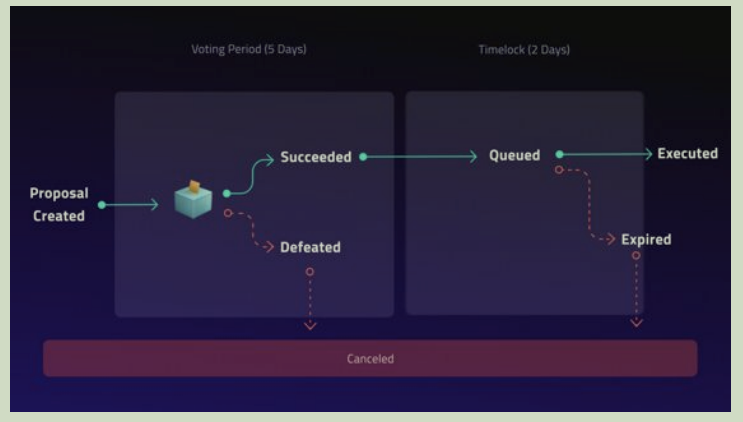 Voting Period (5 Days)
Timelock (2 Days)
Succeeded
Queued
Executed
Proposal
Created
Defeated
Expired
Canceled